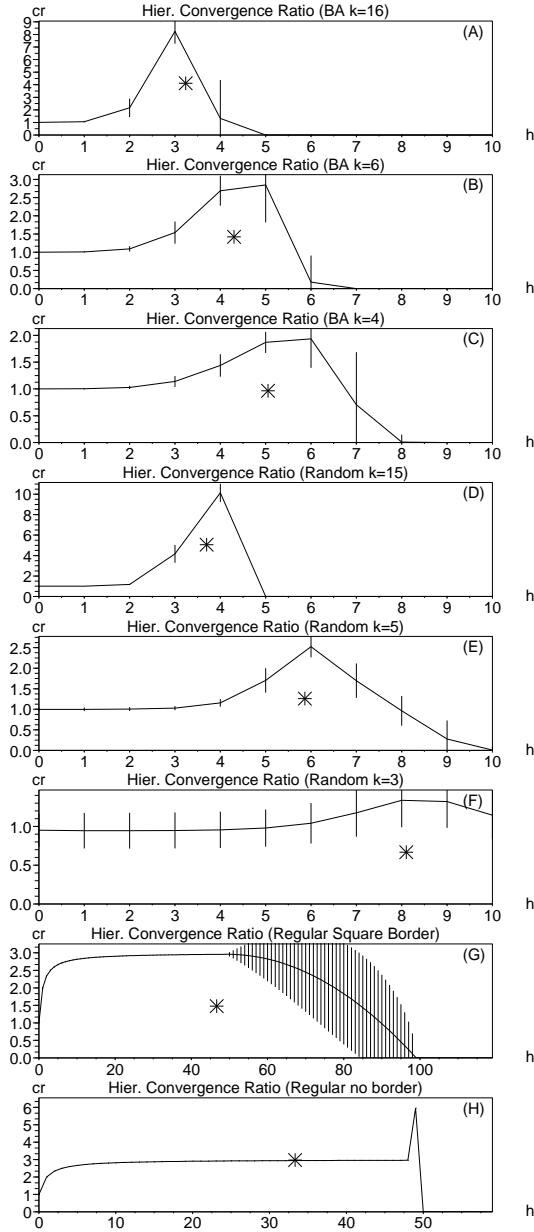 cr
Hier. Convergence Ratio (BA k=16)
(A)
9
8
7
6
5
4
3
2
1
0
0 1 2 3 4 5 6 7 8 9 10
h
cr
Hier. Convergence Ratio (BA k=6)
(B)
3.0
2.5
2.0
1.5
1.0
0.5
0.0
0 1 2 3 4 5 6 7 8 9 10
h
cr
Hier. Convergence Ratio (BA k=4)
(C)
2.0
1.5
1.0
0.5
0.0
0 1 2 3 4 5 6 7 8 9 10
h
cr
Hier. Convergence Ratio (Random k=15)
(D)
10
8
6
4
2
0
0 1 2 3 4 5 6 7 8 9 10
h
cr
Hier. Convergence Ratio (Random k=5)
(E)
2.5
2.0
1.5
1.0
0.5
0.0
0 1 2 3 4 5 6 7 8 9 10
h
cr
Hier. Convergence Ratio (Random k=3)
(F)
1.0
0.5
0.0
0 1 2 3 4 5 6 7 8 9 10
h
cr
Hier. Convergence Ratio (Regular Square Border)
(G)
3.0
2.5
2.0
1.5
1.0
0.5
0.0
0 20 40 60 80 100
h
cr
Hier. Convergence Ratio (Regular no border)
(H)
6
5
4
3
2
1
0
0 10 20 30 40 50
h